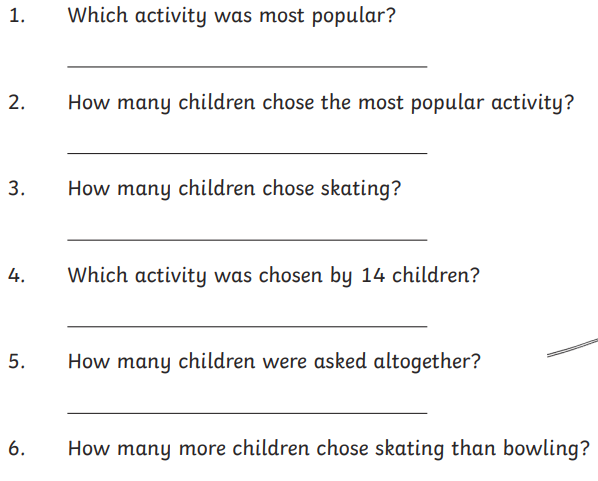 1. Which activity was most popular?
2. How many children chose the most popular activity?
3. How many children chose skating?
4. Which activity was chosen by 14 children?
5. How many children were asked altogether?
6. How many more children chose skating than bowling?